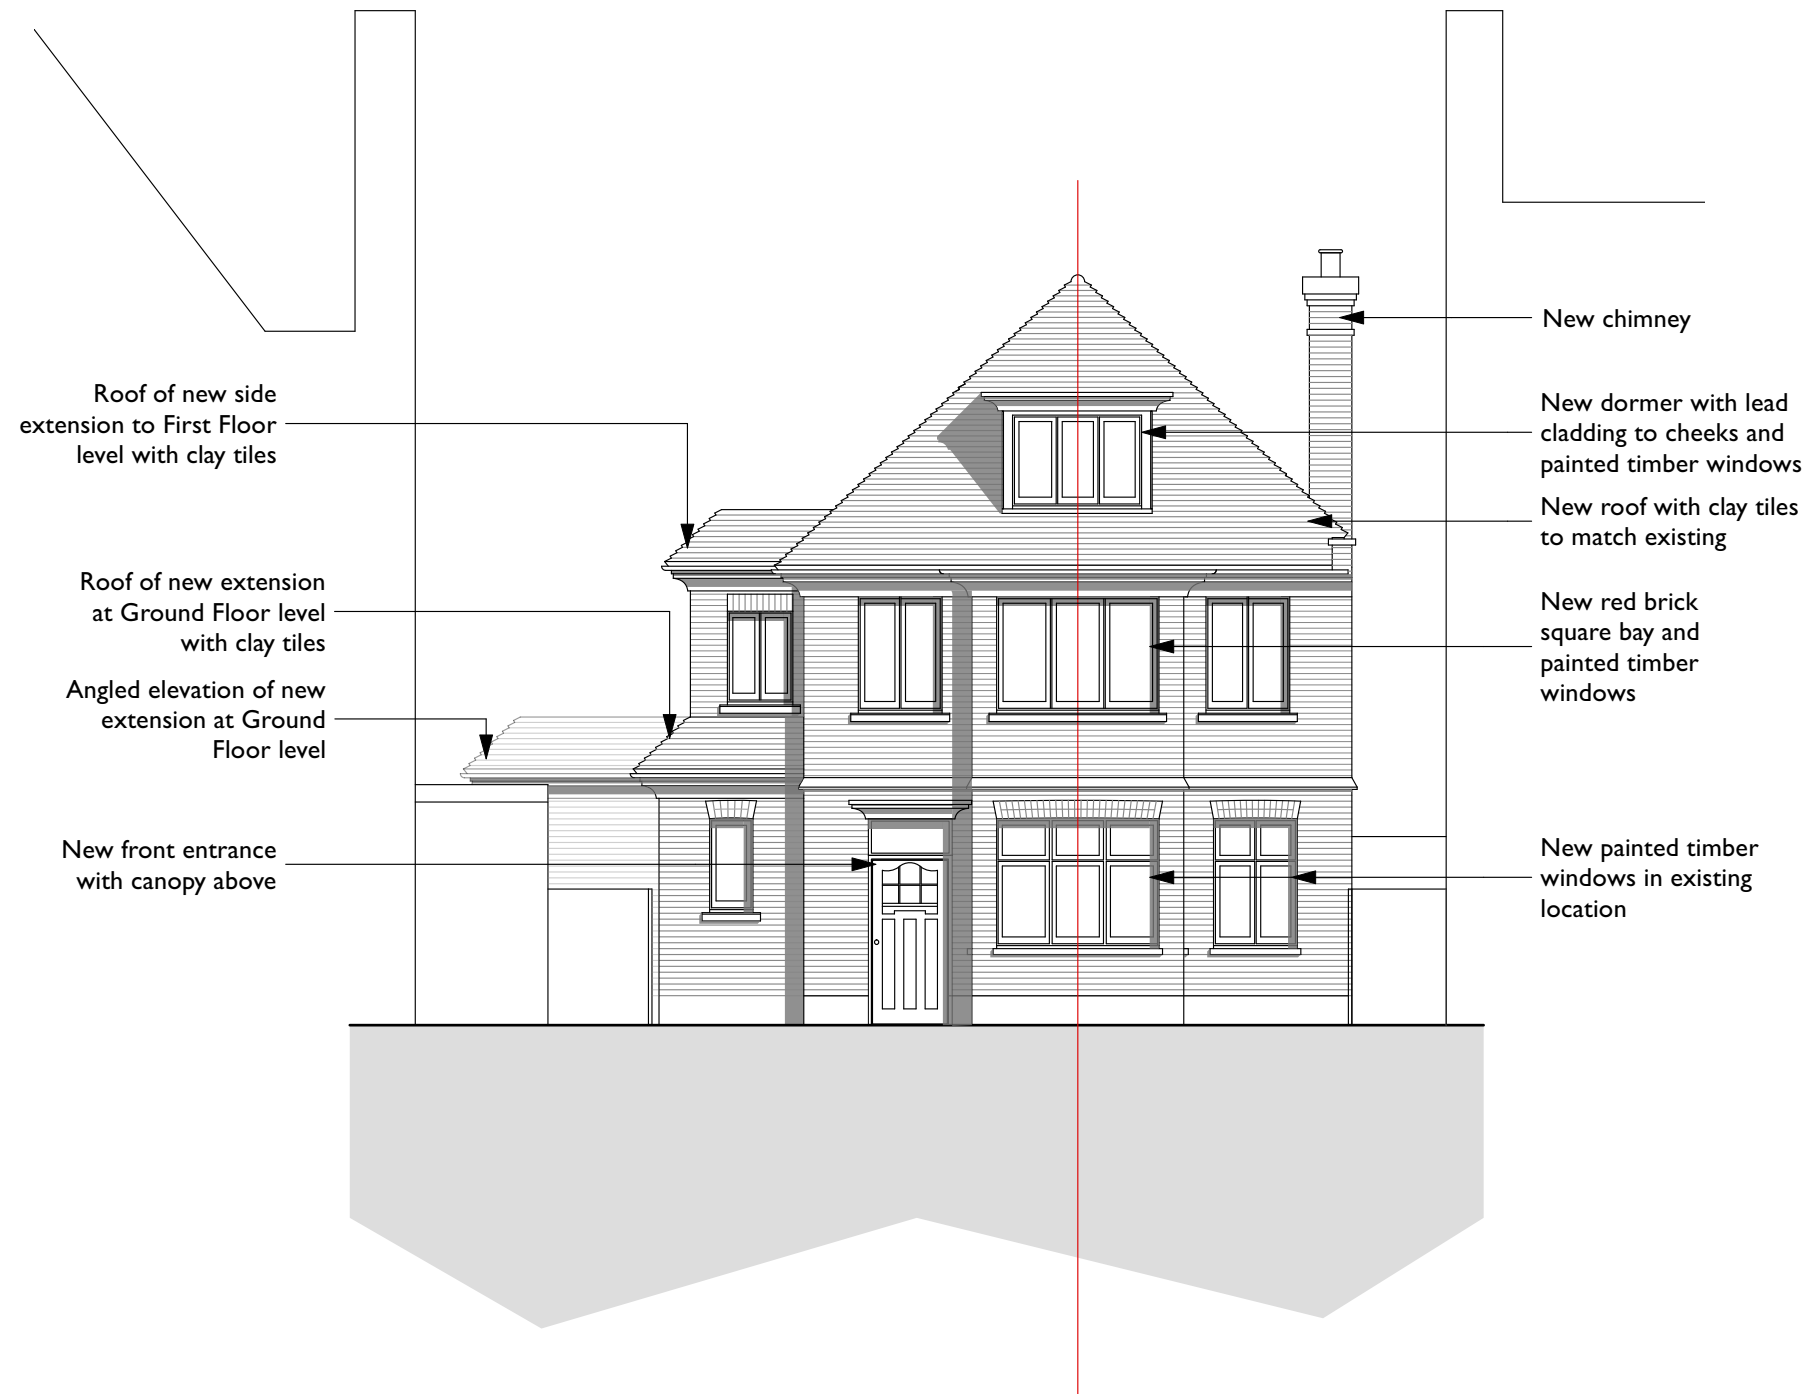 Roof of new side
extension to First Floor
level with clay tiles
Roof of new extension
at Ground Floor level
with clay tiles
Angled elevation of new
extension at Ground
Floor level
New front entrance
with canopy above
New chimney
New dormer with lead
cladding to cheeks and
painted timber windows
New roof with clay tiles
to match existing
New red brick
square bay and
painted timber
windows
New painted timber
windows in existing
location